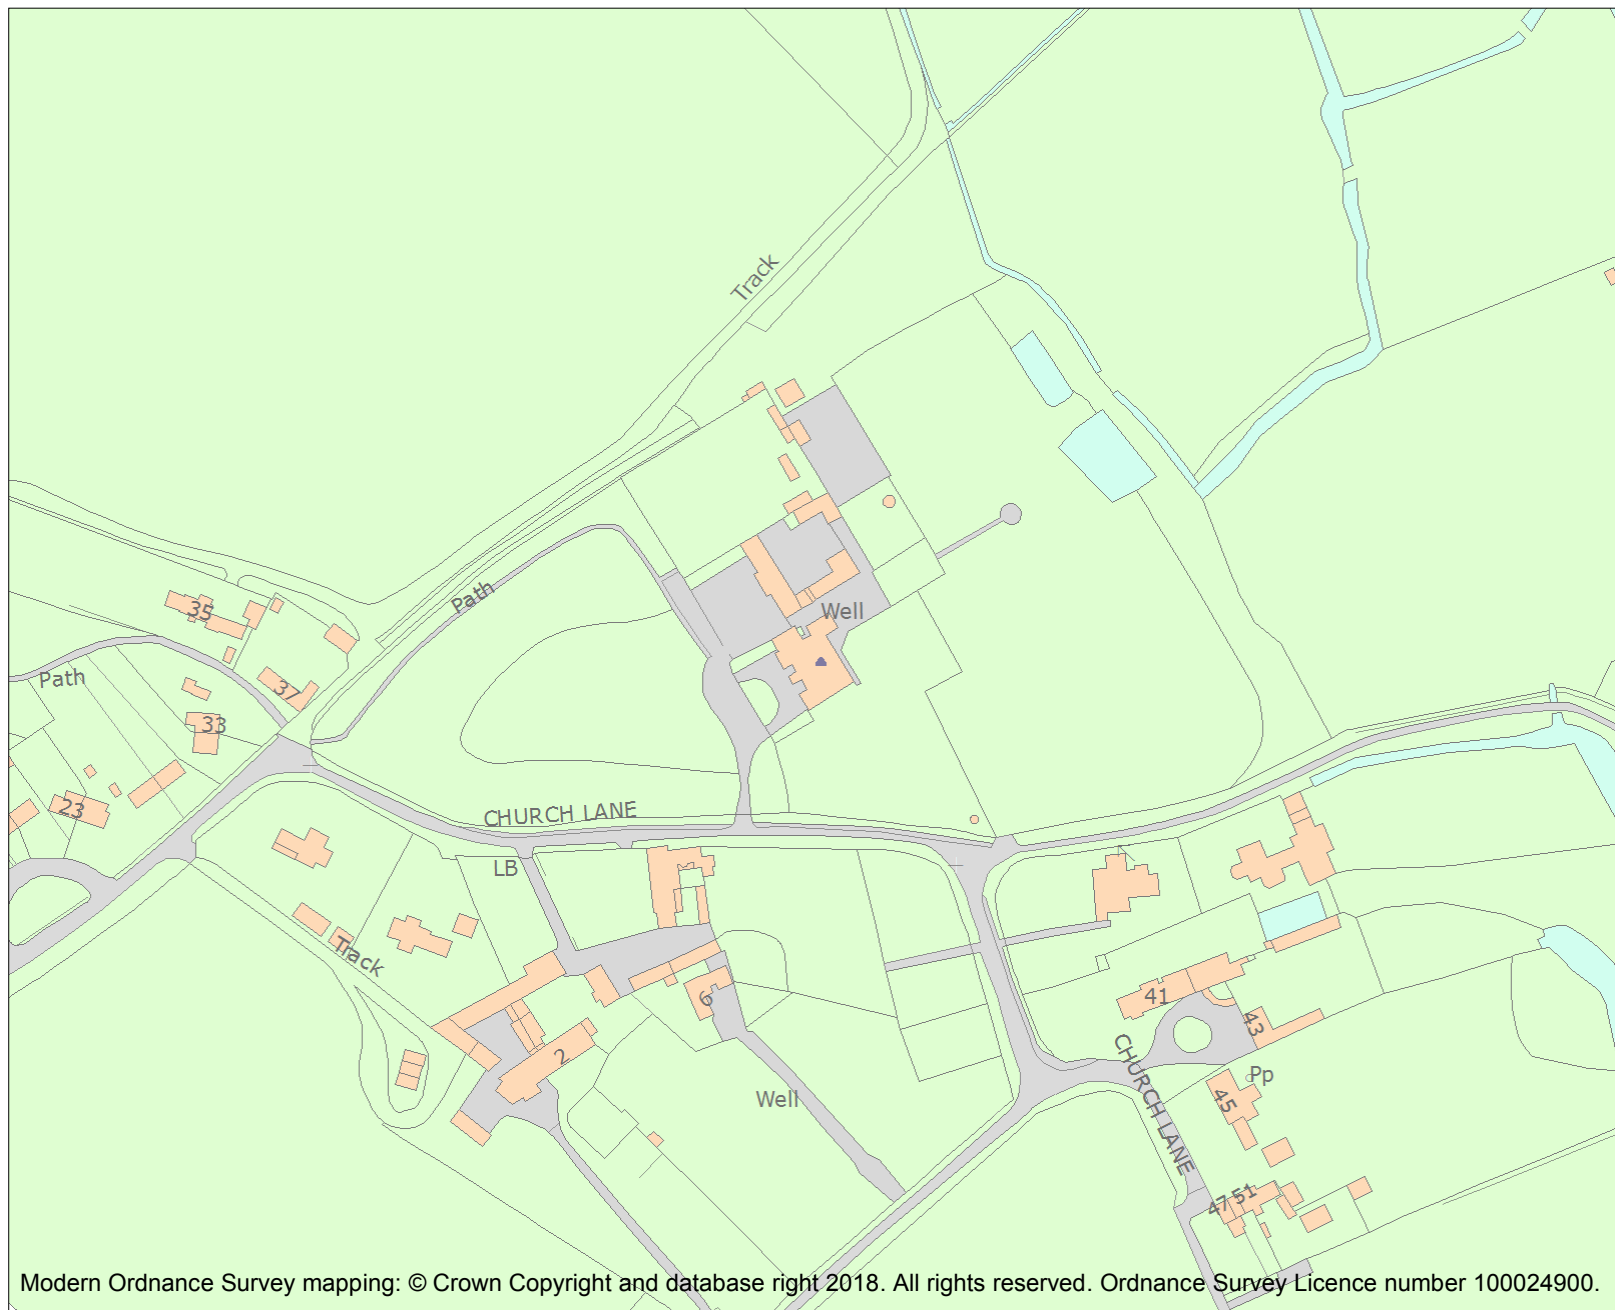 Track
Path
35
Well
Path
37
33
23
CHURCH LANE
LB
Track
6
41
43
2
CHURCH LANE
Pp
Well
45
47 51
Modern Ordnance Survey mapping: © Crown Copyright and database right 2018. All rights reserved. Ordnance Survey Licence number 100024900.